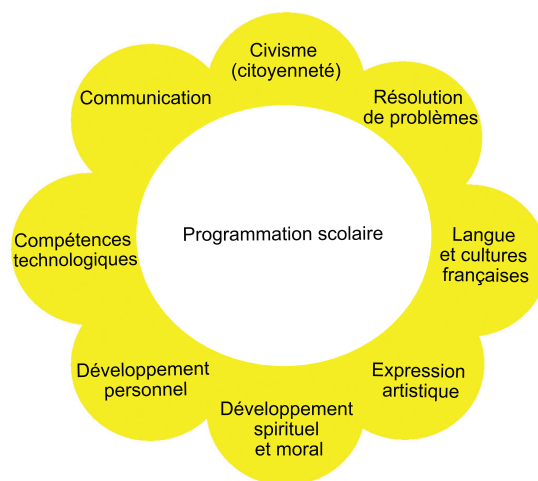 Civisme
(citoyenneté)
Communication
Résolution
de problèmes
Programmation scolaire
Compétences
technologiques
Langue
et cultures
françaises
Développement
personnel
Expression
artistique
Développement
spirituel
et moral